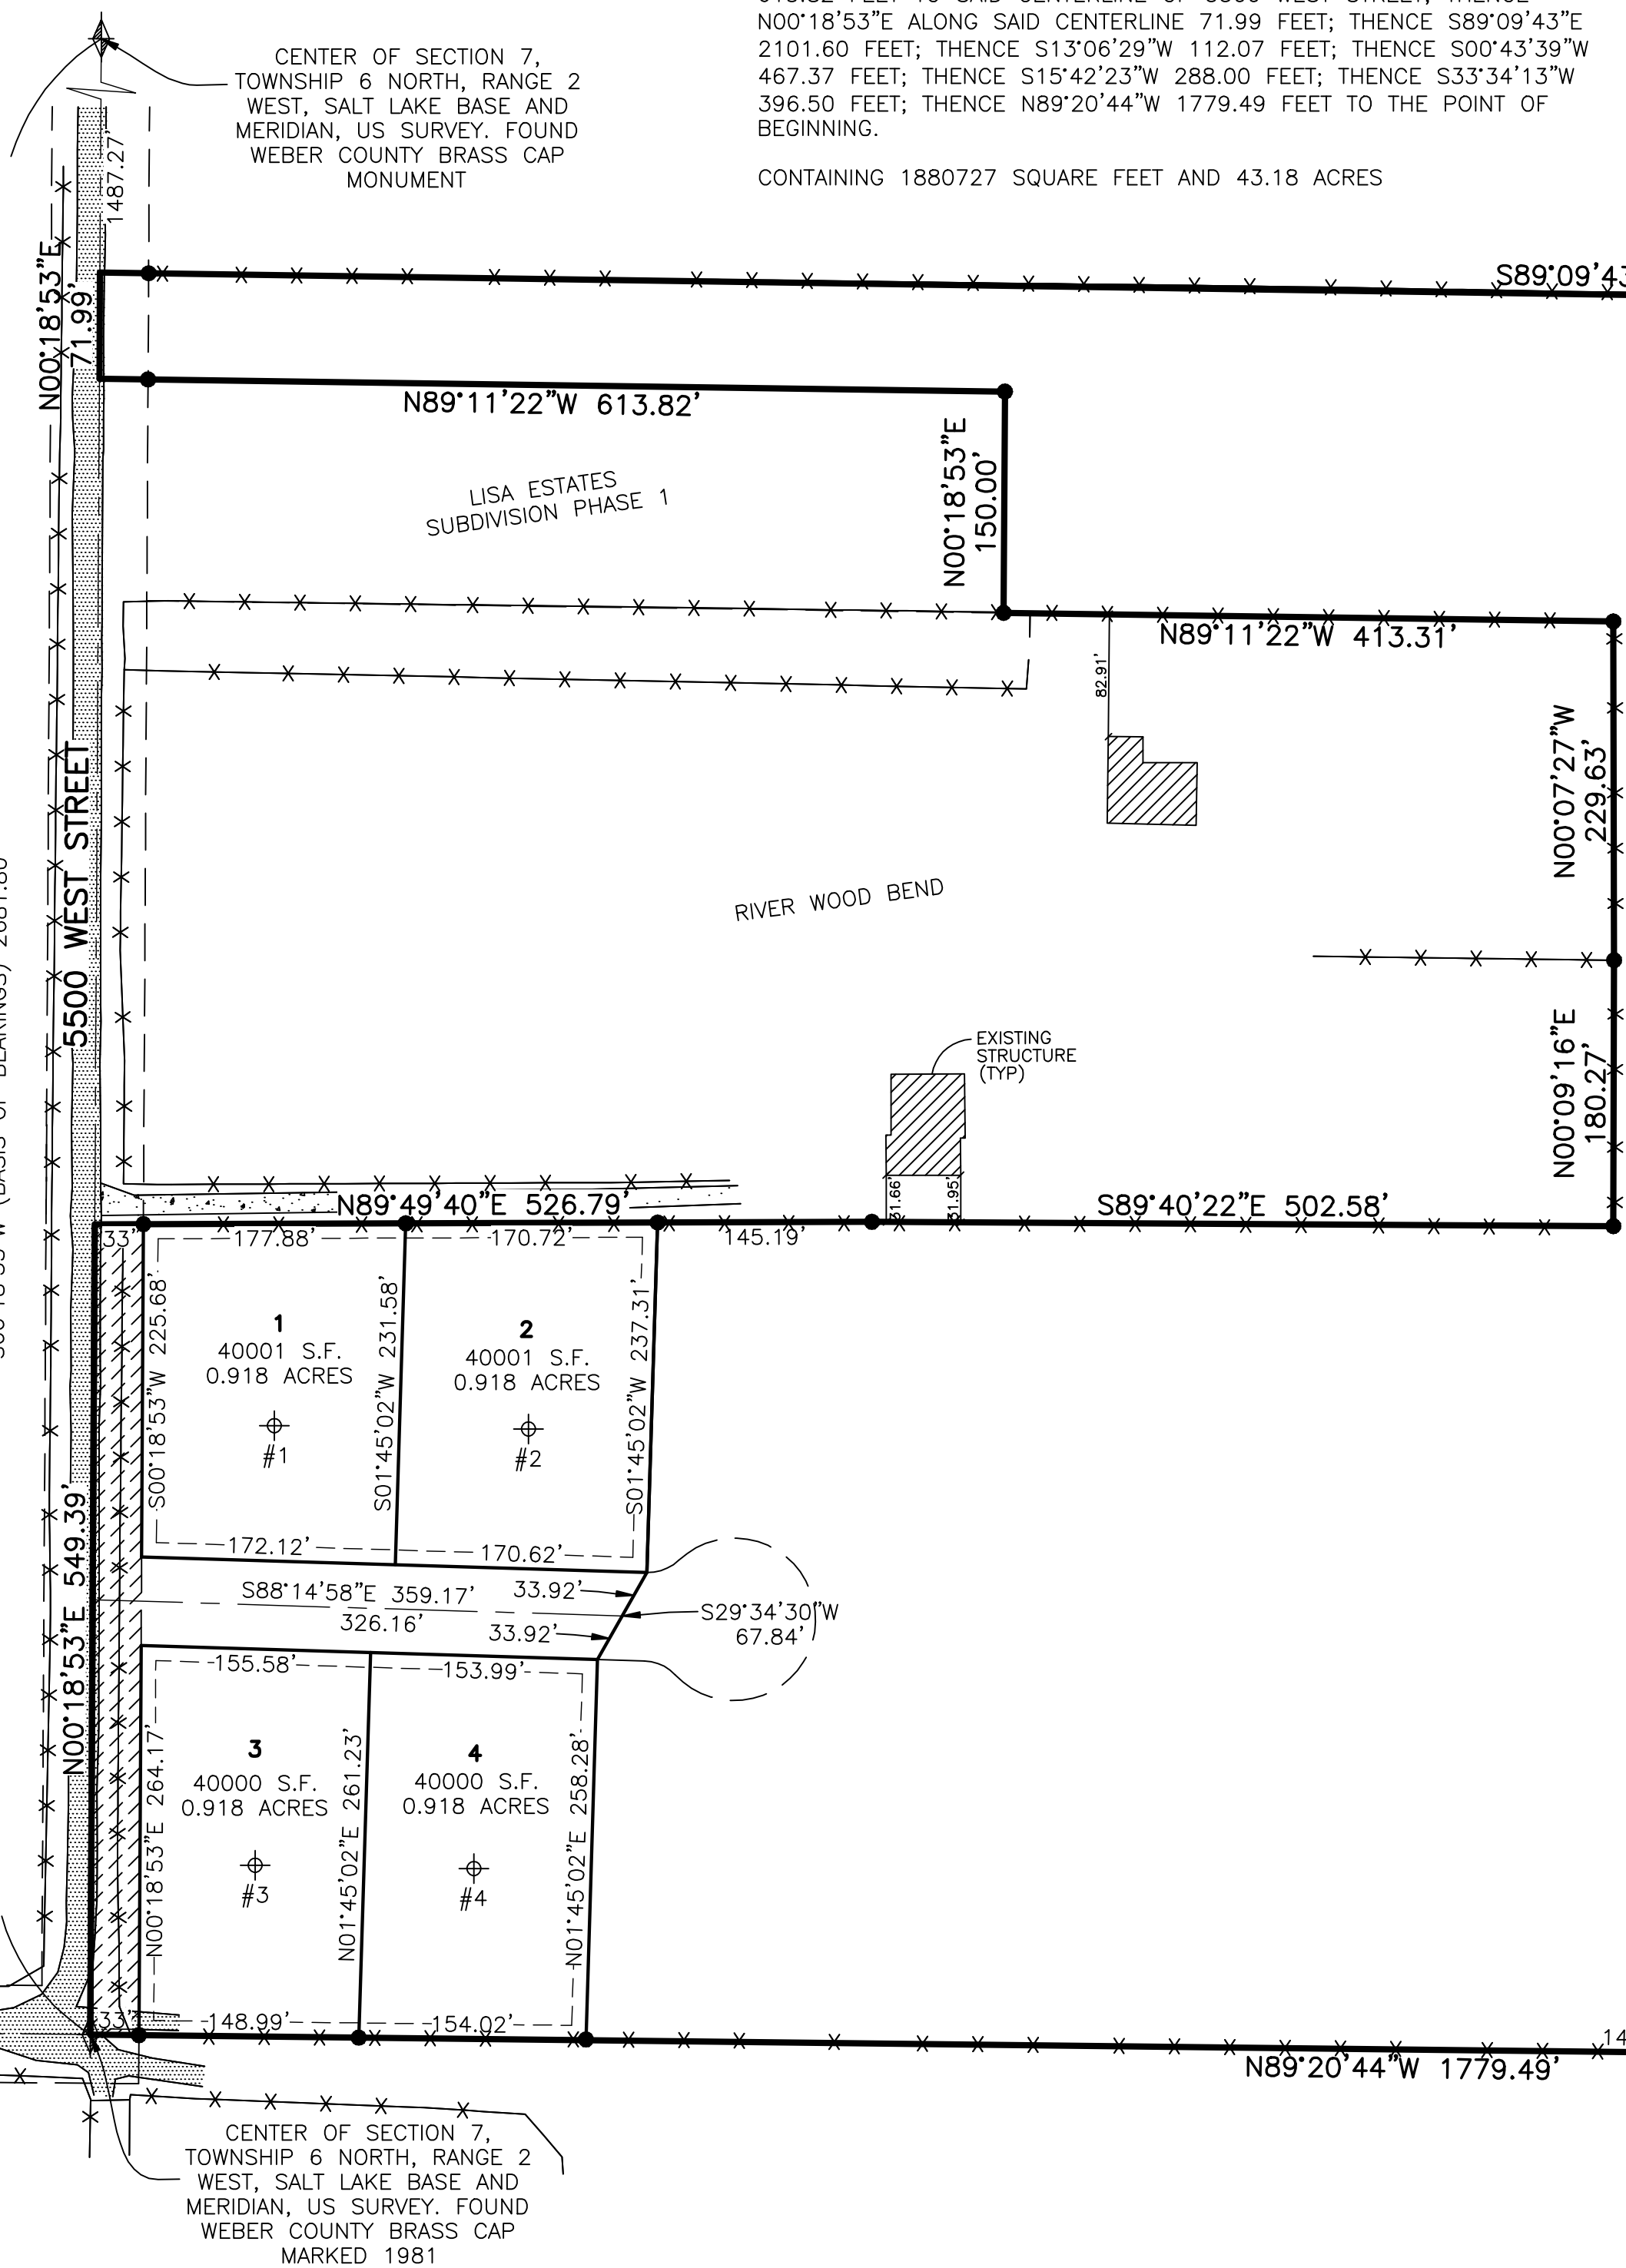 N00°18'53"E ALONG SAID CENTERLINE 71.99 FEET; THENCE S89°09'43"E
2101.60 FEET; THENCE S13°06'29"W 112.07 FEET; THENCE S00°43'39"W
467.37 FEET; THENCE S15°42'23"W 288.00 FEET; THENCE S33°34'13"W
396.50 FEET; THENCE N89°20'44"W 1779.49 FEET TO THE POINT OF
BEGINNING.
CONTAINING 1880727 SQUARE FEET AND 43.18 ACRES
CENTER OF SECTION 7,
TOWNSHIP 6 NORTH, RANGE 2
WEST, SALT LAKE BASE AND
MERIDIAN, US SURVEY. FOUND
WEBER COUNTY BRASS CAP
MONUMENT
1487.27'
N00°18'53"E
71.99'
S89°09'43
N89°11'22"W 613.82'
N00°18'53"E
150.00'
LISA ESTATES
SUBDIVISION PHASE 1
N89°11'22"W 413.31'
82.91'
N00°07'27"W
229.63'
5500 WEST STREET
RIVER WOOD BEND
EXISTING
STRUCTURE
(TYP)
N00°09'16"E
180.27'
31.66'
31.95'
N89°49'40"E 526.79'
S89°40'22"E 502.58'
33'
177.88'
170.72'
145.19'
S00°18'53"W 225.68'
1
40001 S.F.
0.918 ACRES
#1
S01°45'02"W 231.58'
2
40001 S.F.
0.918 ACRES
#2
S01°45'02"W 237.31'
172.12'
170.62'
N00°18'53"E 549.39'
S88°14'58"E 359.17'
326.16'
33.92'
33.92'
S29°34'30"W
67.84'
155.58'
153.99'
N00°18'53"E 264.17'
3
40000 S.F.
0.918 ACRES
#3
N01°45'02"E 261.23'
4
40000 S.F.
0.918 ACRES
#4
N01°45'02"E 258.28'
33'
148.99'
154.02'
14
N89°20'44"W 1779.49'
CENTER OF SECTION 7,
TOWNSHIP 6 NORTH, RANGE 2
WEST, SALT LAKE BASE AND
MERIDIAN, US SURVEY. FOUND
WEBER COUNTY BRASS CAP
MARKED 1981